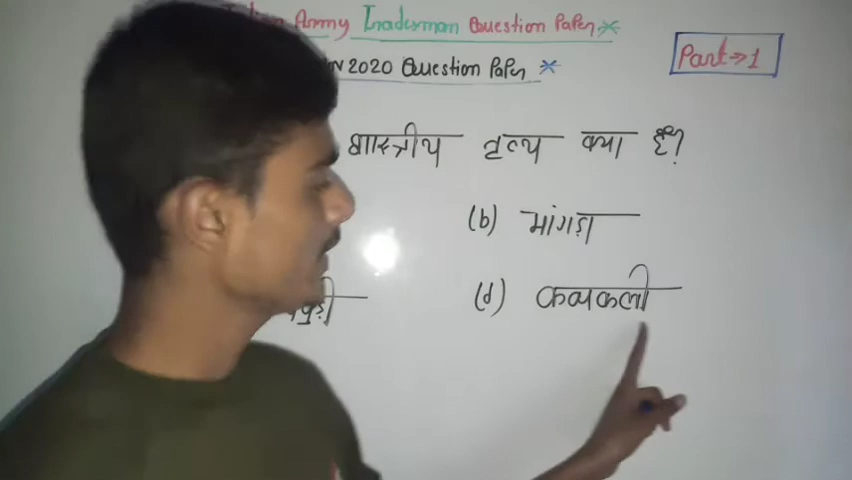 Army Tradesman Question Paper *
Part → 1
2020 Question Paper *
शास्त्रीय नृत्य क्या है?
(b) भांगड़ा
(d) कथकली